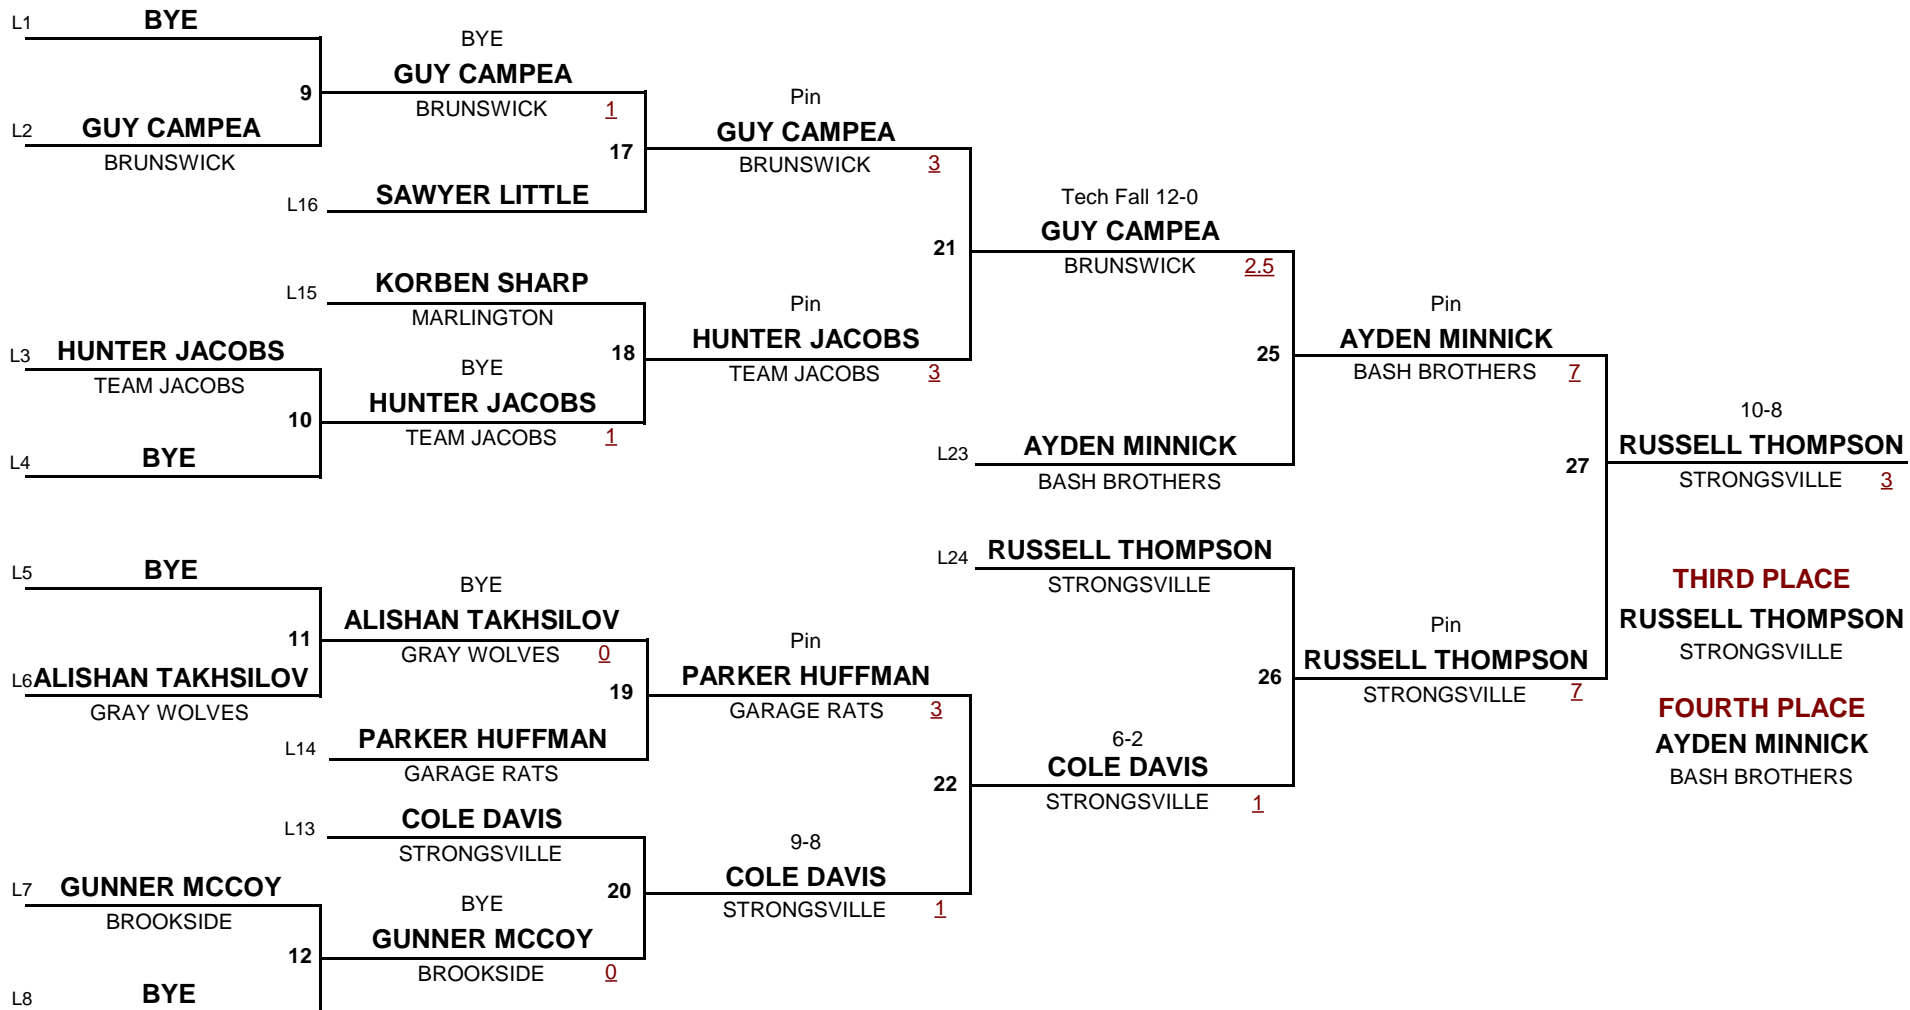 L1 BYE
BYE
GUY CAMPEA
9
BRUNSWICK 1
L2 GUY CAMPEA
BRUNSWICK
Pin
GUY CAMPEA
17
BRUNSWICK 3
L16 SAWYER LITTLE
Tech Fall 12-0
GUY CAMPEA
21
BRUNSWICK 2.5
L15 KORBEN SHARP
MARLINGTON
Pin
HUNTER JACOBS
18
TEAM JACOBS 3
L3 HUNTER JACOBS
TEAM JACOBS
BYE
HUNTER JACOBS
10
TEAM JACOBS 1
L4 BYE
Pin
AYDEN MINNICK
25
BASH BROTHERS 7
L23 AYDEN MINNICK
BASH BROTHERS
10-8
RUSSELL THOMPSON
27
STRONGSVILLE 3
L5 BYE
BYE
ALISHAN TAKHSILOV
11
GRAY WOLVES 0
L6 ALISHAN TAKHSILOV
GRAY WOLVES
Pin
PARKER HUFFMAN
19
GARAGE RATS 3
L14 PARKER HUFFMAN
GARAGE RATS
L24 RUSSELL THOMPSON
STRONGSVILLE
Pin
RUSSELL THOMPSON
26
STRONGSVILLE 7
6-2
COLE DAVIS
22
STRONGSVILLE 1
L13 COLE DAVIS
STRONGSVILLE
9-8
COLE DAVIS
20
STRONGSVILLE 1
L7 GUNNER MCCOY
BROOKSIDE
BYE
GUNNER MCCOY
12
BROOKSIDE 0
L8 BYE
THIRD PLACE
RUSSELL THOMPSON
STRONGSVILLE
FOURTH PLACE
AYDEN MINNICK
BASH BROTHERS